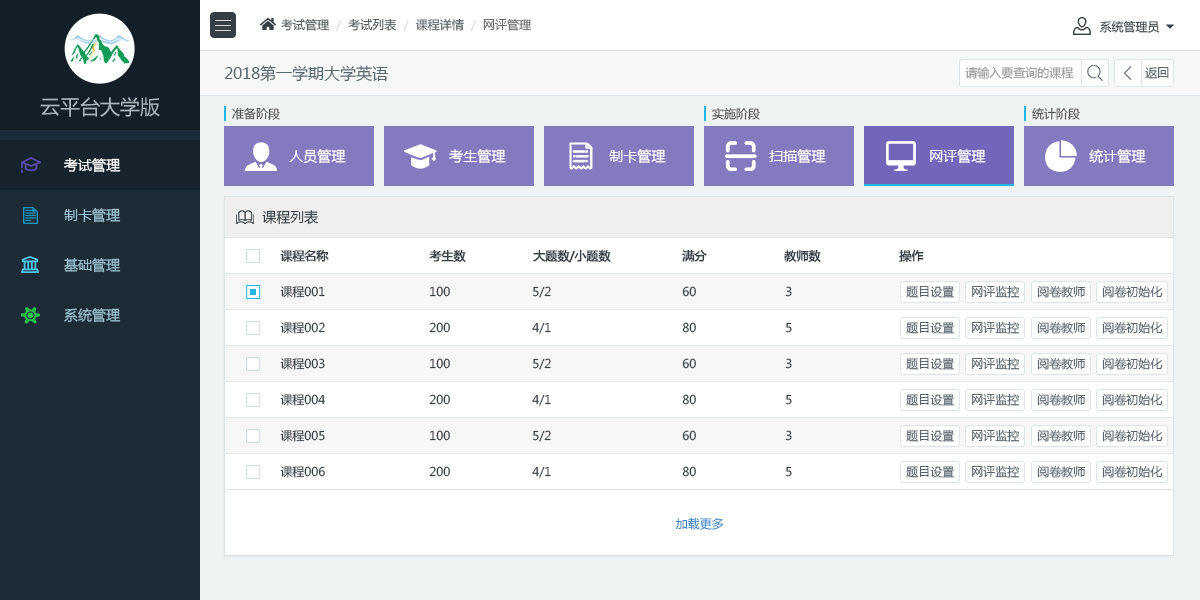 云平台大学版
考试管理
制卡管理
基础管理
系统管理
考试管理 / 考试列表 / 课程详情 / 网评管理
系统管理员
2018第一学期大学英语
请输入要查询的课程
返回
准备阶段
实施阶段
统计阶段
人员管理
考生管理
制卡管理
扫描管理
网评管理
统计管理
课程列表
课程名称 考生数 大题数/小题数 满分 教师数 操作
课程001 100 5/2 60 3 题目设置 网评监控 阅卷教师 阅卷初始化
课程002 200 4/1 80 5 题目设置 网评监控 阅卷教师 阅卷初始化
课程003 100 5/2 60 3 题目设置 网评监控 阅卷教师 阅卷初始化
课程004 200 4/1 80 5 题目设置 网评监控 阅卷教师 阅卷初始化
课程005 100 5/2 60 3 题目设置 网评监控 阅卷教师 阅卷初始化
课程006 200 4/1 80 5 题目设置 网评监控 阅卷教师 阅卷初始化
加载更多